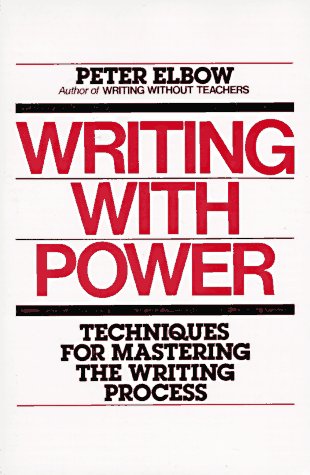 PETER ELBOW
Author of WRITING WITHOUT TEACHERS
WRITING
WITH
POWER
TECHNIQUES
FOR MASTERING
THE WRITING
PROCESS